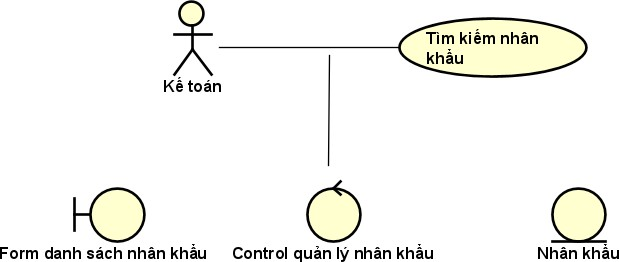 Tìm kiếm nhân
khẩu
Kế toán
Form danh sách nhân khẩu
Control quản lý nhân khẩu
Nhân khẩu